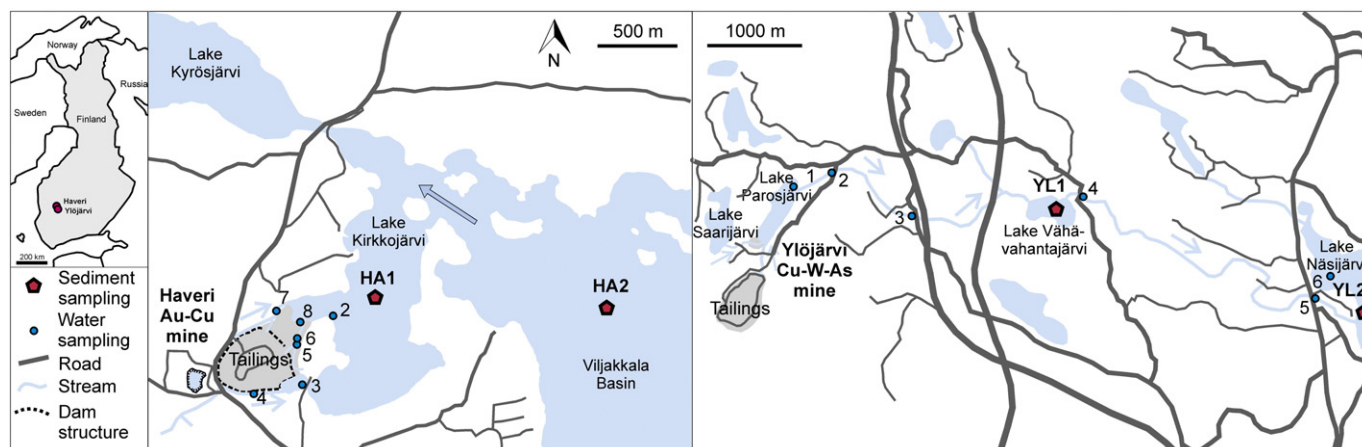 Norway
Russia
Sweden
Finland
Haveri
Ylöjärvi
200 km
Sediment
sampling
Water
sampling
Road
Stream
Dam
structure
Lake
Kyrösjärvi
N
500 m
Lake
Kirkkojärvi
HA1
HA2
Haveri
Au-Cu
mine
7
8
2
6
5
Tailings
3
4
Viljakkala
Basin
1000 m
1
2
Lake
Parosjärvi
Lake
Saarijärvi
3
YL1
4
Lake Vähä-
vahantajärvi
Ylöjärvi
Cu-W-As
mine
Tailings
Lake
Näsijärvi
6
YL2
5